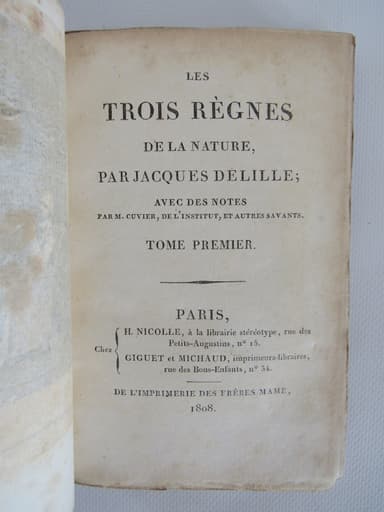 LES
TROIS RÈGNES
DE LA NATURE,
PAR JACQUES DELILLE;
AVEC DES NOTES
PAR M. CUVIER, DE L'INSTITUT, ET AUTRES SAVANTS.
TOME PREMIER.
PARIS,
Chez
H. NICOLLE, à la librairie stéréotype, rue des
Petits-Augustins, nº 15.
GIGUET et MICHAUD, imprimeurs-libraires,
rue des Bons-Enfants, nº 34.
DE L'IMPRIMERIE DES FRÈRES MAME,
1808.